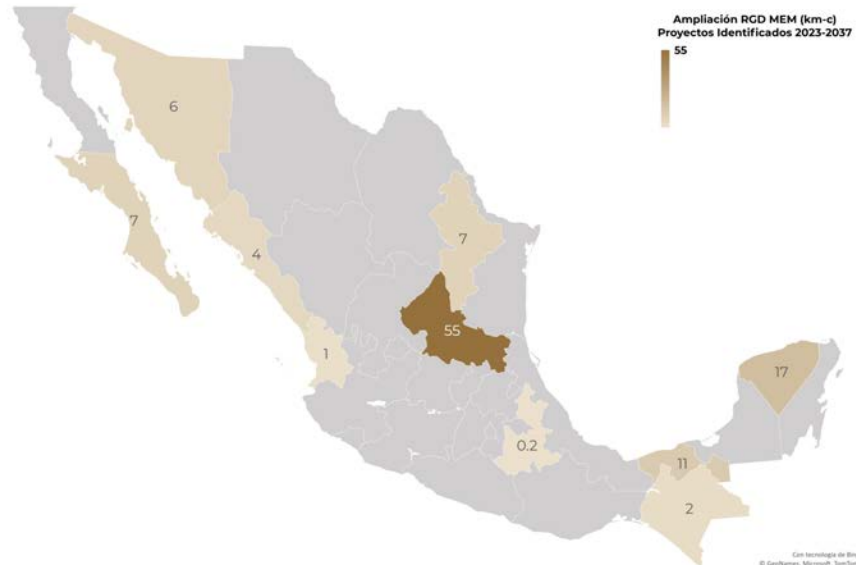 Ampliación RGD MEM (km-c)
Proyectos Identificados 2023-2037
55
6
7
7
4
55
1
17
0.2
11
2
Con tecnología de Bin
© GeoNames, Microsoft, TomTom